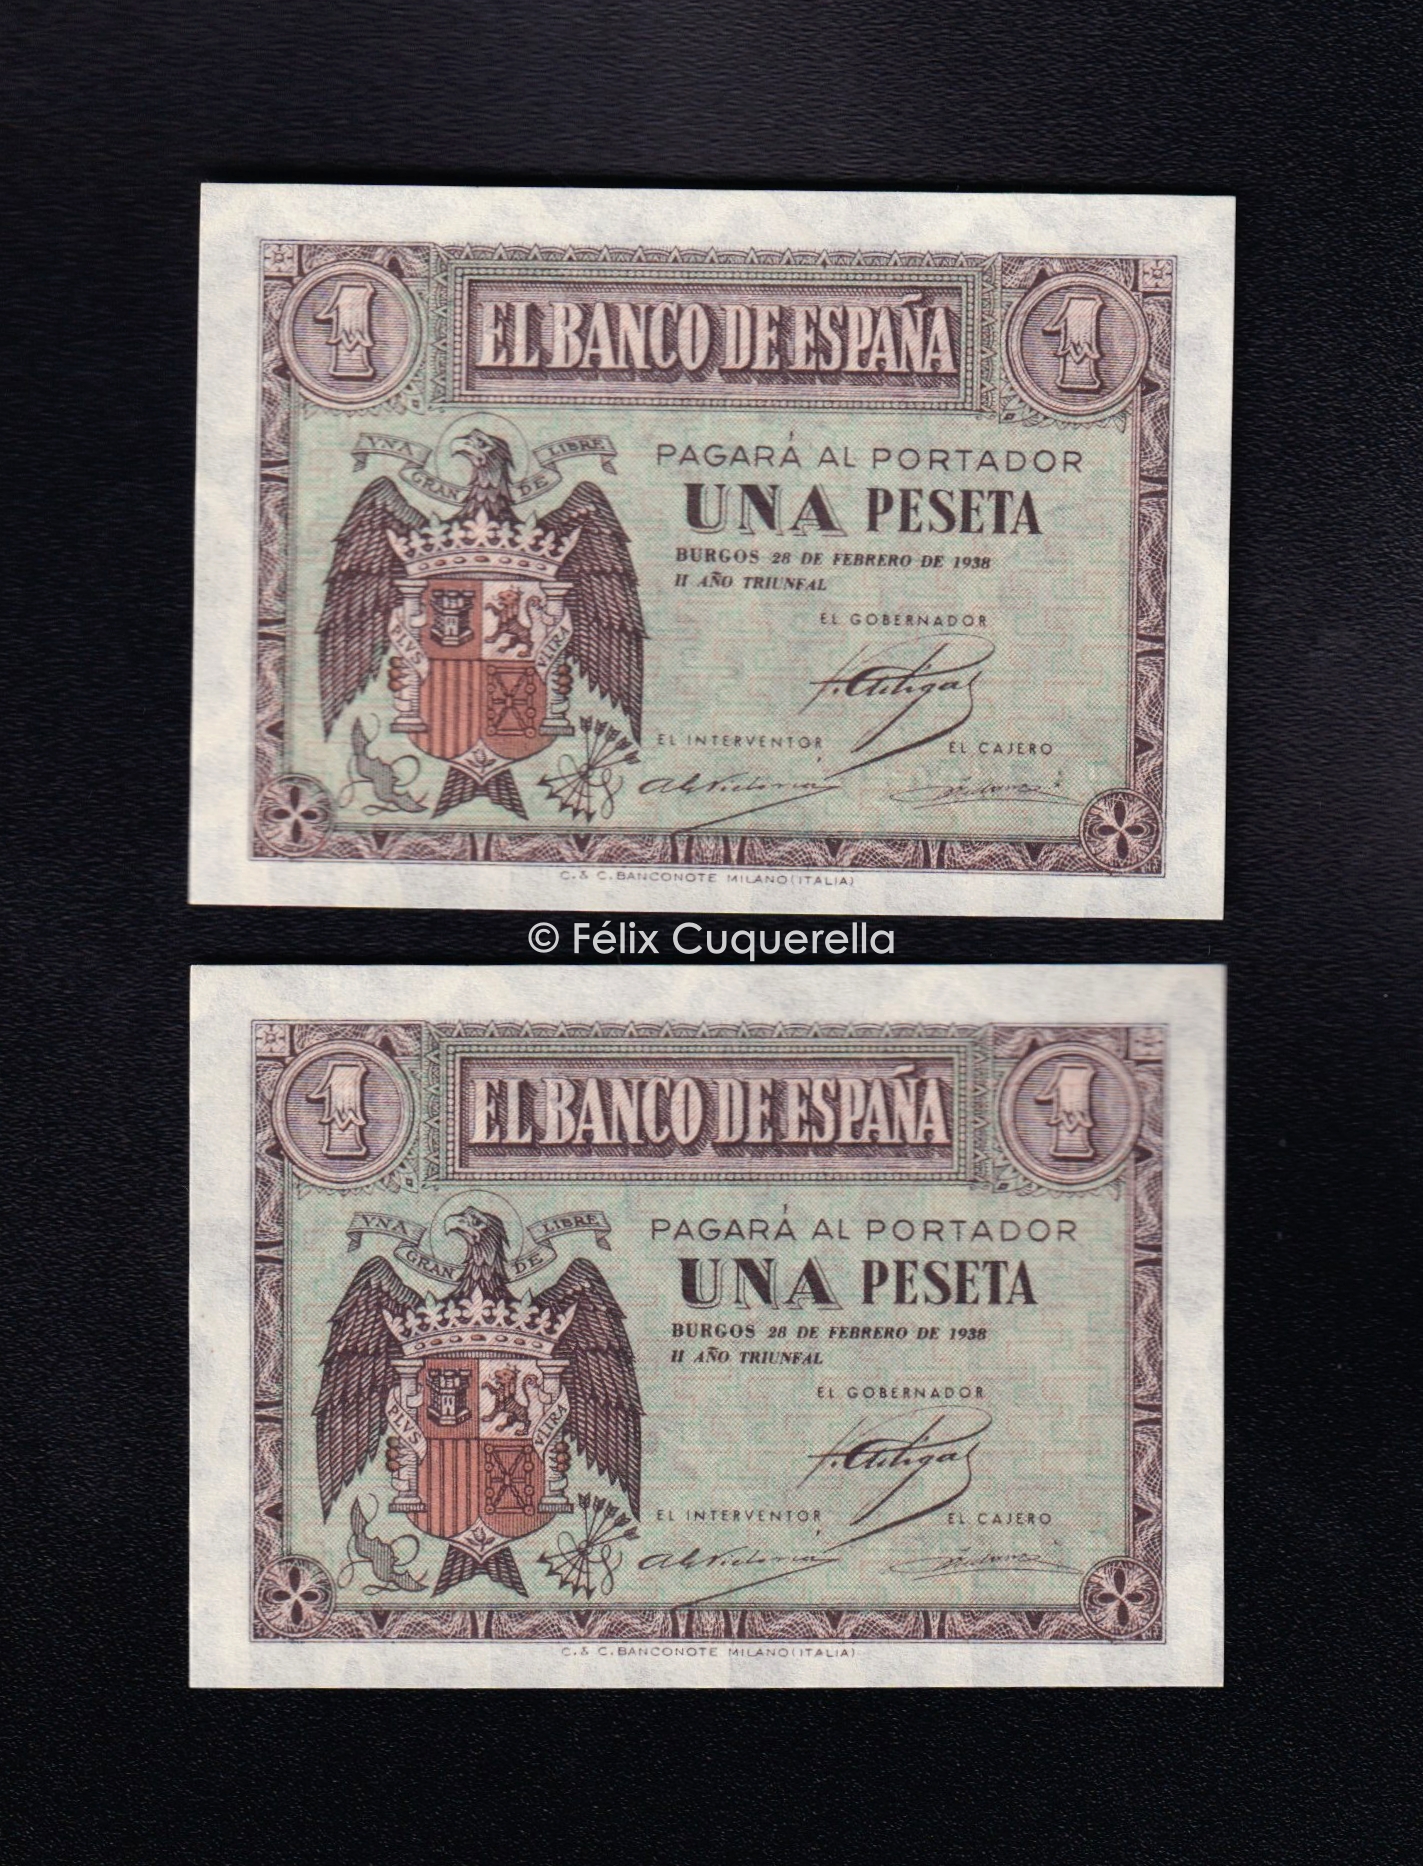 1
EL BANCO DE ESPAÑA
1
VNA GRANDE LIBRE
PAGARÁ AL PORTADOR
UNA PESETA
BURGOS 28 DE FEBRERO DE 1938
II AÑO TRIUNFAL
PLVS VLTRA
EL GOBERNADOR
EL INTERVENTOR
EL CAJERO
C. & C. BANCONOTE MILANO (ITALIA)
© Félix Cuquerella
1
EL BANCO DE ESPAÑA
1
VNA GRANDE LIBRE
PAGARÁ AL PORTADOR
UNA PESETA
BURGOS 28 DE FEBRERO DE 1938
II AÑO TRIUNFAL
PLVS VLTRA
EL GOBERNADOR
EL INTERVENTOR
EL CAJERO
C. & C. BANCONOTE MILANO (ITALIA)